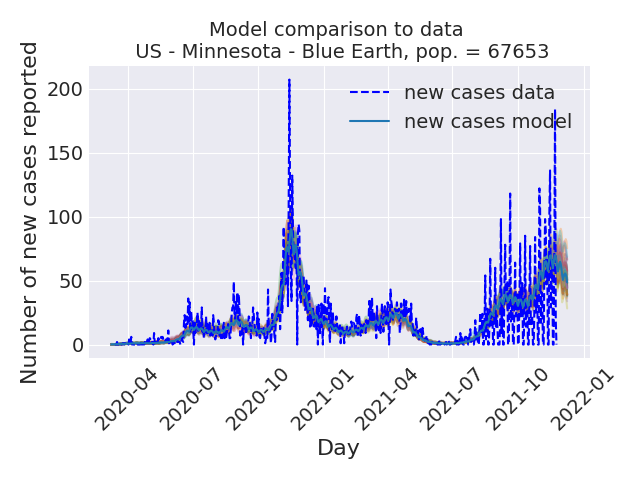 Model comparison to data
US - Minnesota - Blue Earth, pop. = 67653
Number of new cases reported
200
150
100
50
0
new cases data
new cases model
2020-04
2020-07
2020-10
2021-01
2021-04
2021-07
2021-10
2022-01
Day